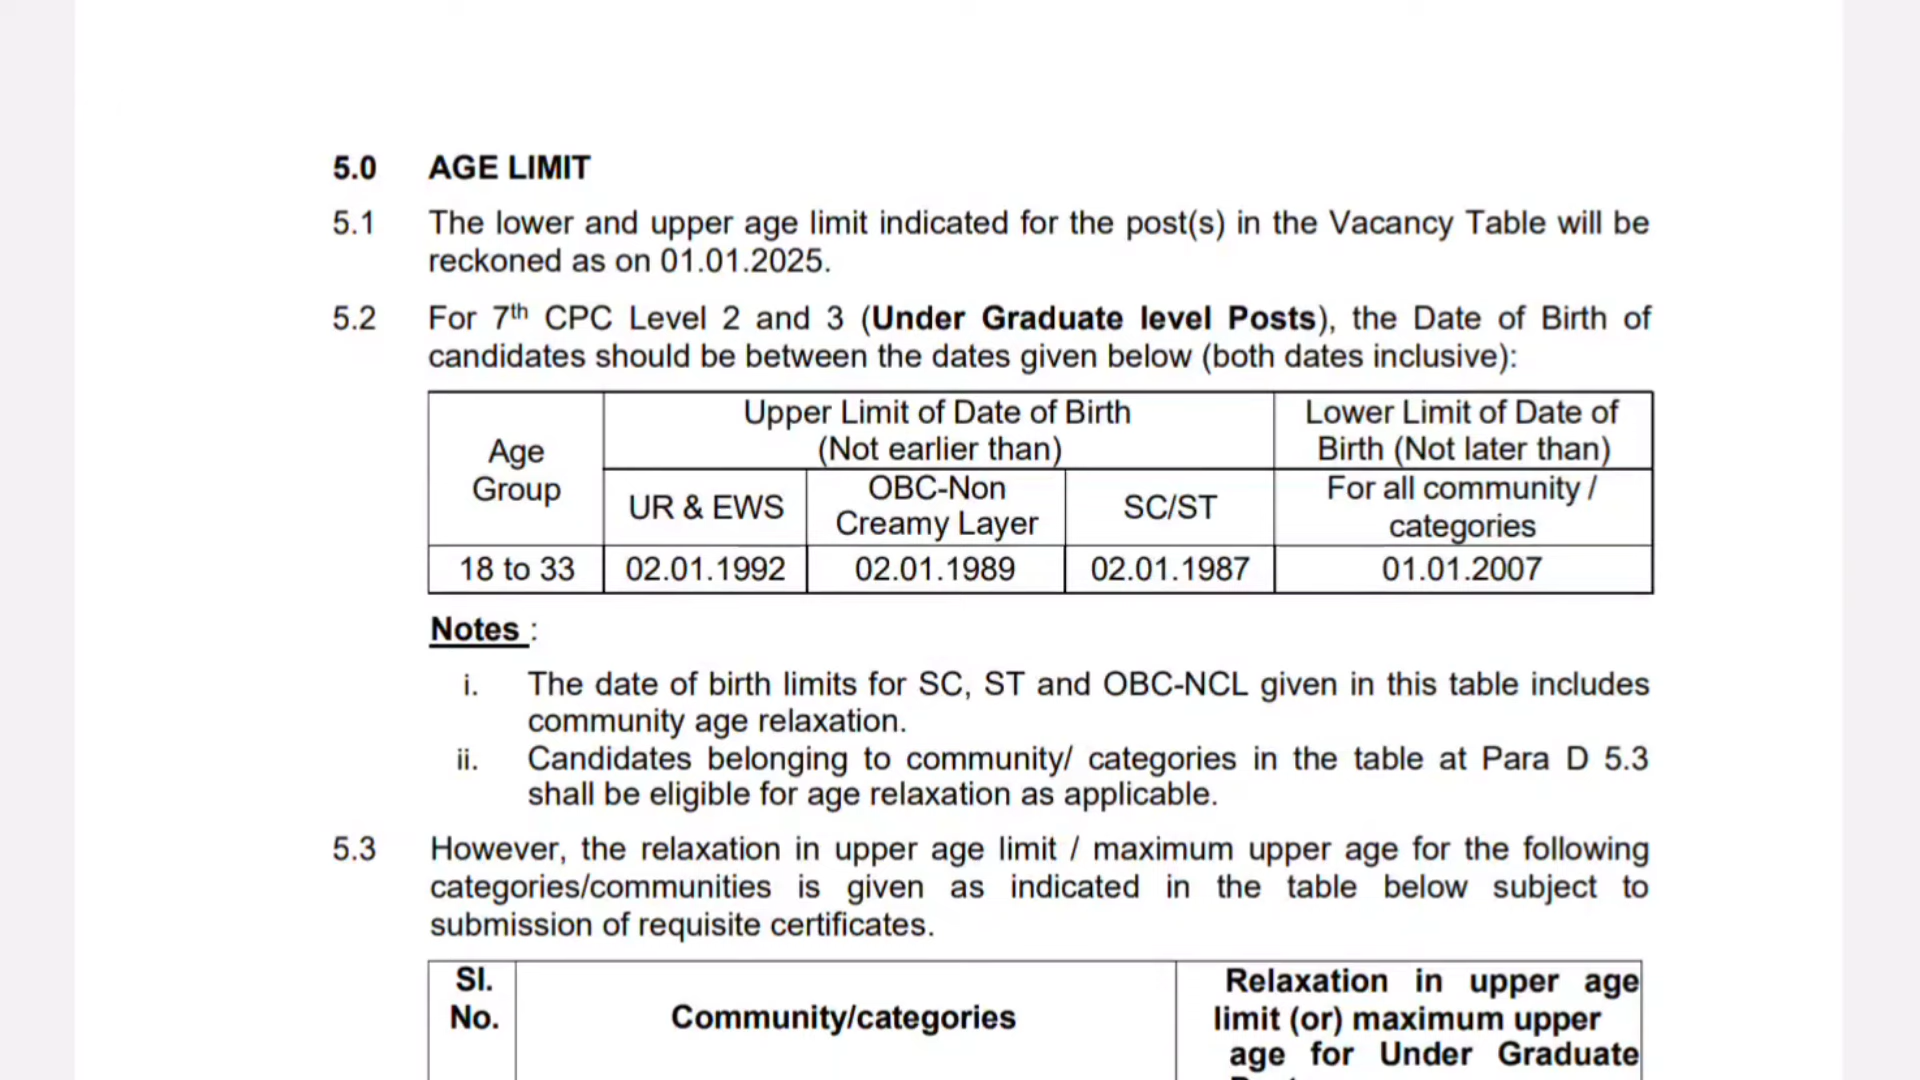 5.0 AGE LIMIT
5.1 The lower and upper age limit indicated for the post(s) in the Vacancy Table will be
reckoned as on 01.01.2025.
5.2 For 7th CPC Level 2 and 3 (Under Graduate level Posts), the Date of Birth of
candidates should be between the dates given below (both dates inclusive):
Age
Group
Upper Limit of Date of Birth
(Not earlier than)
Lower Limit of Date of
Birth (Not later than)
UR & EWS
OBC-Non
Creamy Layer
SC/ST
For all community /
categories
18 to 33 02.01.1992 02.01.1989 02.01.1987 01.01.2007
Notes :
i. The date of birth limits for SC, ST and OBC-NCL given in this table includes
community age relaxation.
ii. Candidates belonging to community/ categories in the table at Para D 5.3
shall be eligible for age relaxation as applicable.
5.3 However, the relaxation in upper age limit / maximum upper age for the following
categories/communities is given as indicated in the table below subject to
submission of requisite certificates.
Sl.
No.
Community/categories
Relaxation in upper age
limit (or) maximum upper
age for Under Graduate